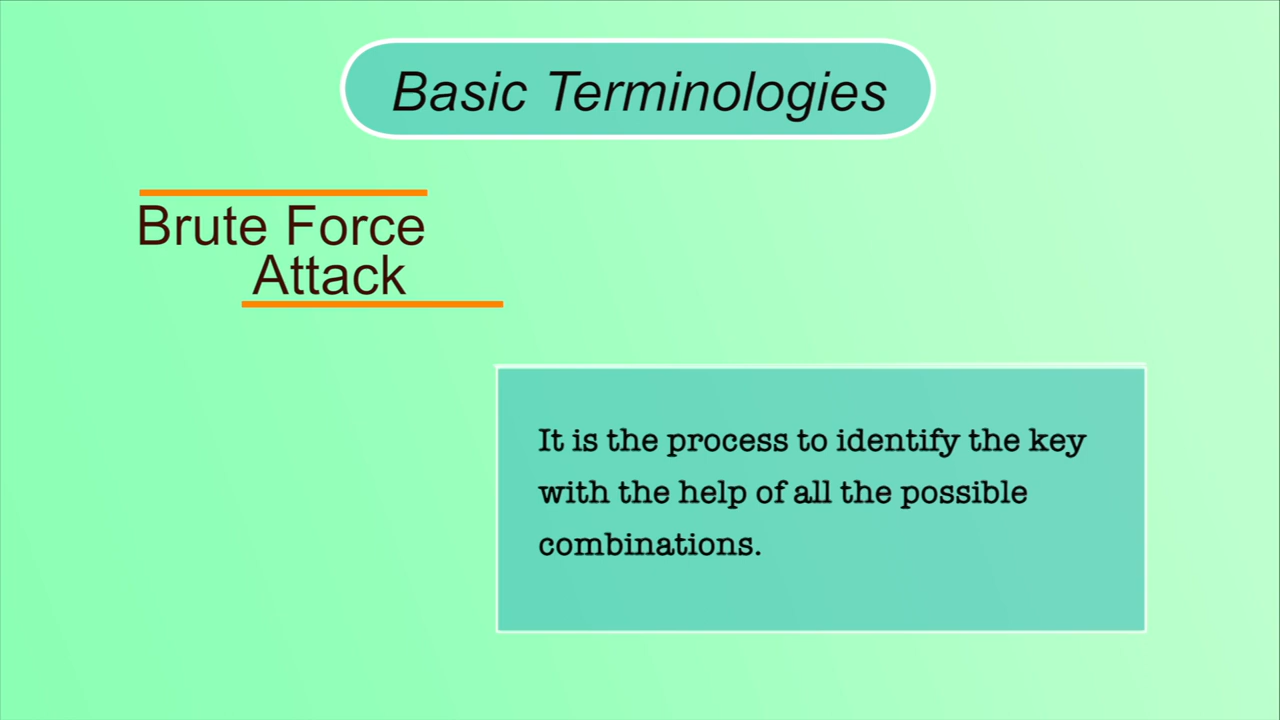 Basic Terminologies
Brute Force
Attack
It is the process to identify the key
with the help of all the possible
combinations.